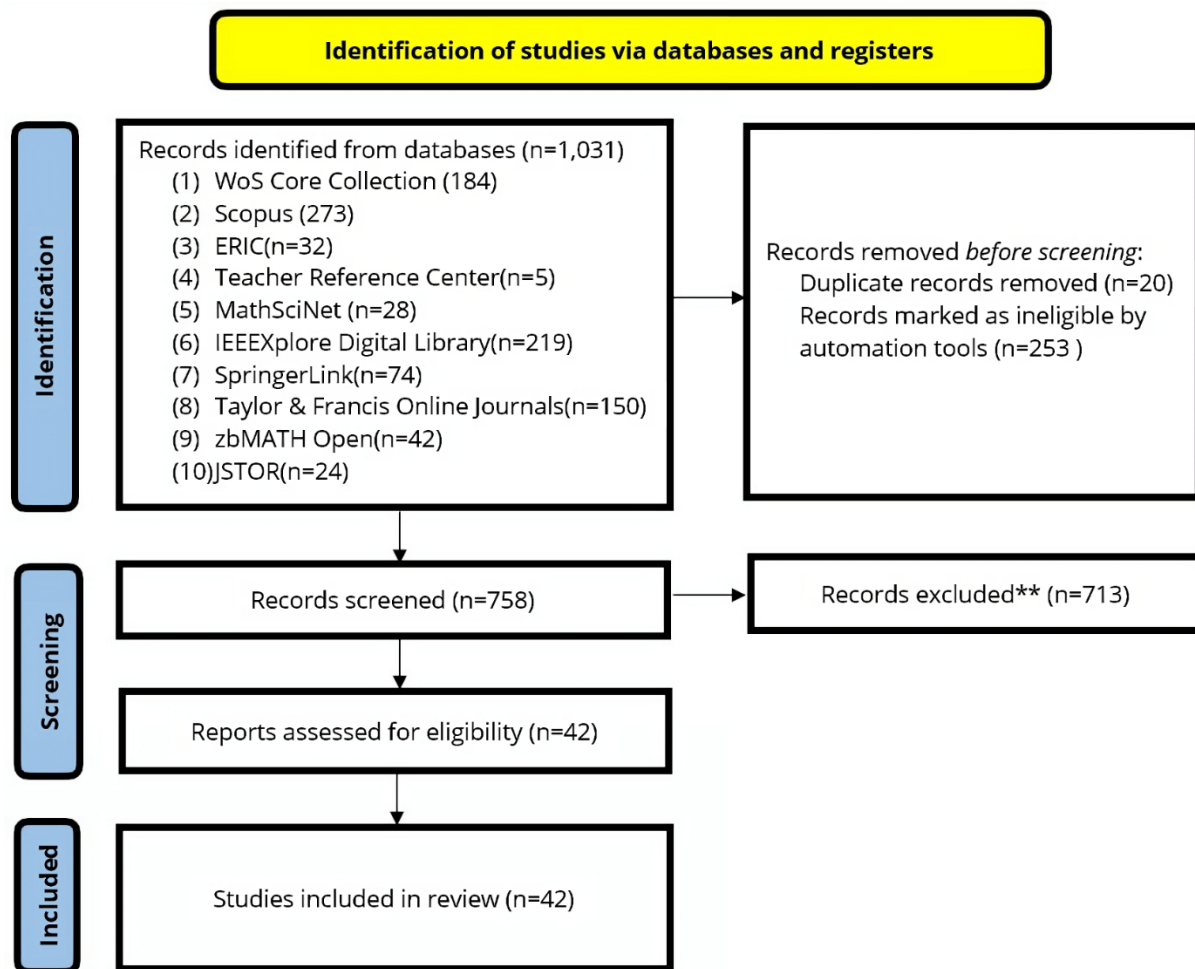 Identification of studies via databases and registers
Identification
Records identified from databases (n=1,031)
(1) WoS Core Collection (184)
(2) Scopus (273)
(3) ERIC(n=32)
(4) Teacher Reference Center(n=5)
(5) MathSciNet (n=28)
(6) IEEEXplore Digital Library(n=219)
(7) SpringerLink(n=74)
(8) Taylor & Francis Online Journals(n=150)
(9) zbMATH Open(n=42)
(10)JSTOR(n=24)
Records removed before screening:
Duplicate records removed (n=20)
Records marked as ineligible by
automation tools (n=253 )
Screening
Records screened (n=758)
Records excluded** (n=713)
Reports assessed for eligibility (n=42)
Included
Studies included in review (n=42)